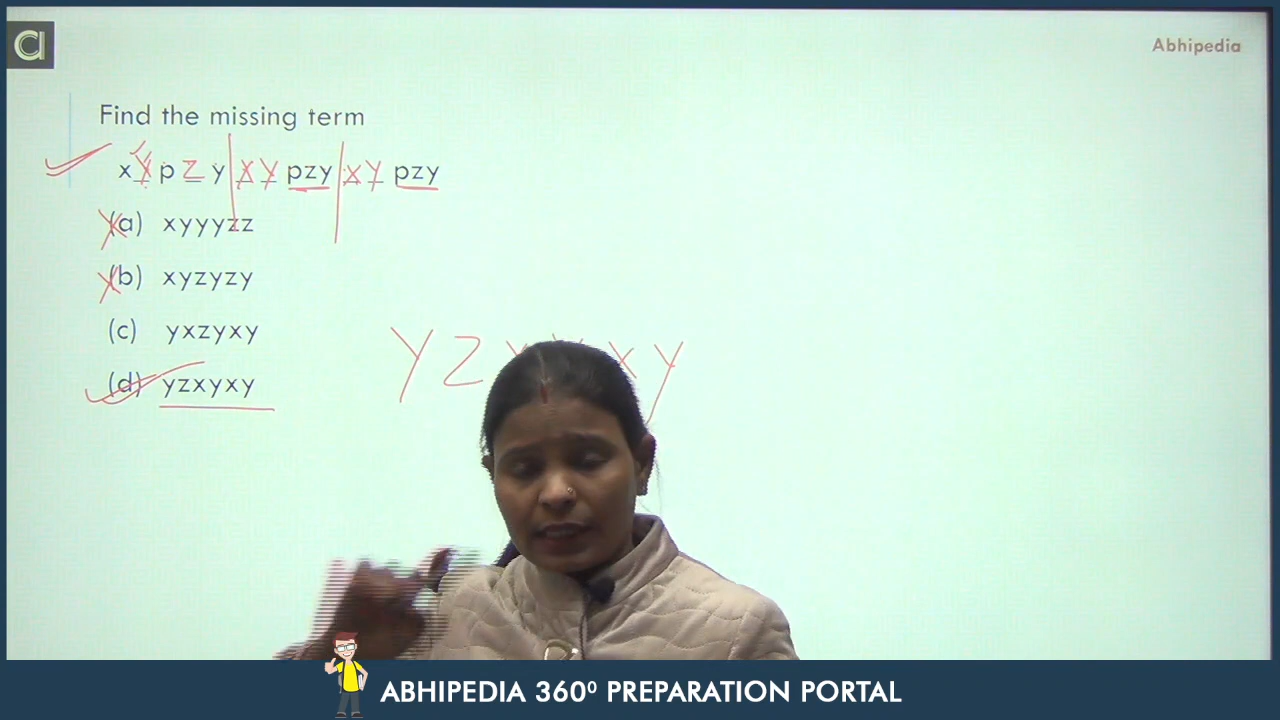 Abhipedia
Find the missing term
x y p z y x y pzy x y pzy
(a) xyyyzz
(b) xyzyzy
(c) yxzyxy
(d) yzxyxy
y z x y x y
ABHIPEDIA 360⁰ PREPARATION PORTAL